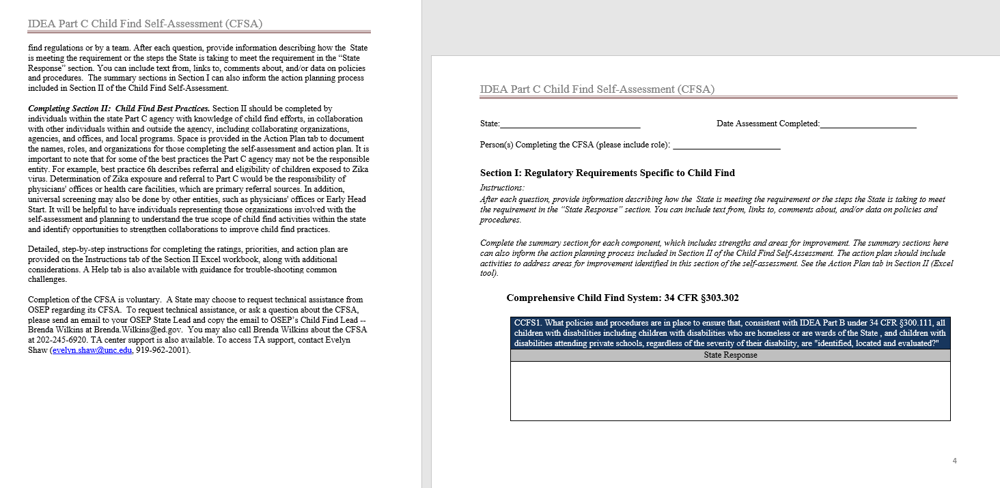 IDEA Part C Child Find Self-Assessment (CFSA)
find regulations or by a team. After each question, provide information describing how the  State
is meeting the requirement or the steps the State is taking to meet the requirement in the “State
Response” section. You can include text from, links to, comments about, and/or data on policies
and procedures.  The summary sections in Section I can also inform the action planning process
included in Section II of the Child Find Self-Assessment.
Completing Section II:  Child Find Best Practices. Section II should be completed by
individuals within the state Part C agency with knowledge of child find efforts, in collaboration
with other individuals within and outside the agency, including collaborating organizations,
agencies, and offices, and local programs. Space is provided in the Action Plan tab to document
the names, roles, and organizations for those completing the self-assessment and action plan. It is
important to note that for some of the best practices the Part C agency may not be the responsible
entity. For example, best practice 6h describes referral and eligibility of children exposed to Zika
virus. Determination of Zika exposure and referral to Part C would be the responsibility of
physicians' offices or health care facilities, which are primary referral sources. In addition,
universal screening may also be done by other entities, such as physicians' offices or Early Head
Start. It will be helpful to have individuals representing those organizations involved with the
self-assessment and planning to understand the true scope of child find activities within the state
and identify opportunities to strengthen collaborations to improve child find practices.
Detailed, step-by-step instructions for completing the ratings, priorities, and action plan are
provided on the Instructions tab of the Section II Excel workbook, along with additional
considerations. A Help tab is also available with guidance for trouble-shooting common
challenges.
Completion of the CFSA is voluntary.  A State may choose to request technical assistance from
OSEP regarding its CFSA.  To request technical assistance, or ask a question about the CFSA,
please send an email to your OSEP State Lead and copy the email to OSEP’s Child Find Lead --
Brenda Wilkins at Brenda.Wilkins@ed.gov.  You may also call Brenda Wilkins about the CFSA
at 202-245-6920. TA center support is also available. To access TA support, contact Evelyn
Shaw (evelyn.shaw@unc.edu, 919-962-2001).
IDEA Part C Child Find Self-Assessment (CFSA)
State:________________________________ Date Assessment Completed:______________________
Person(s) Completing the CFSA (please include role): ________________________
Section I: Regulatory Requirements Specific to Child Find
Instructions:
After each question, provide information describing how the  State is meeting the requirement or the steps the State is taking to meet
the requirement in the “State Response” section. You can include text from, links to, comments about, and/or data on policies and
procedures.
Complete the summary section for each component, which includes strengths and areas for improvement. The summary sections here
can also inform the action planning process included in Section II of the Child Find Self-Assessment. The action plan should include
activities to address areas for improvement identified in this section of the self-assessment. See the Action Plan tab in Section II (Excel
tool).
Comprehensive Child Find System: 34 CFR §303.302
CCFS1. What policies and procedures are in place to ensure that, consistent with IDEA Part B under 34 CFR §300.111, all
children with disabilities including children with disabilities who are homeless or are wards of the State , and children with
disabilities attending private schools, regardless of the severity of their disability, are "identified, located and evaluated?"
State Response
4